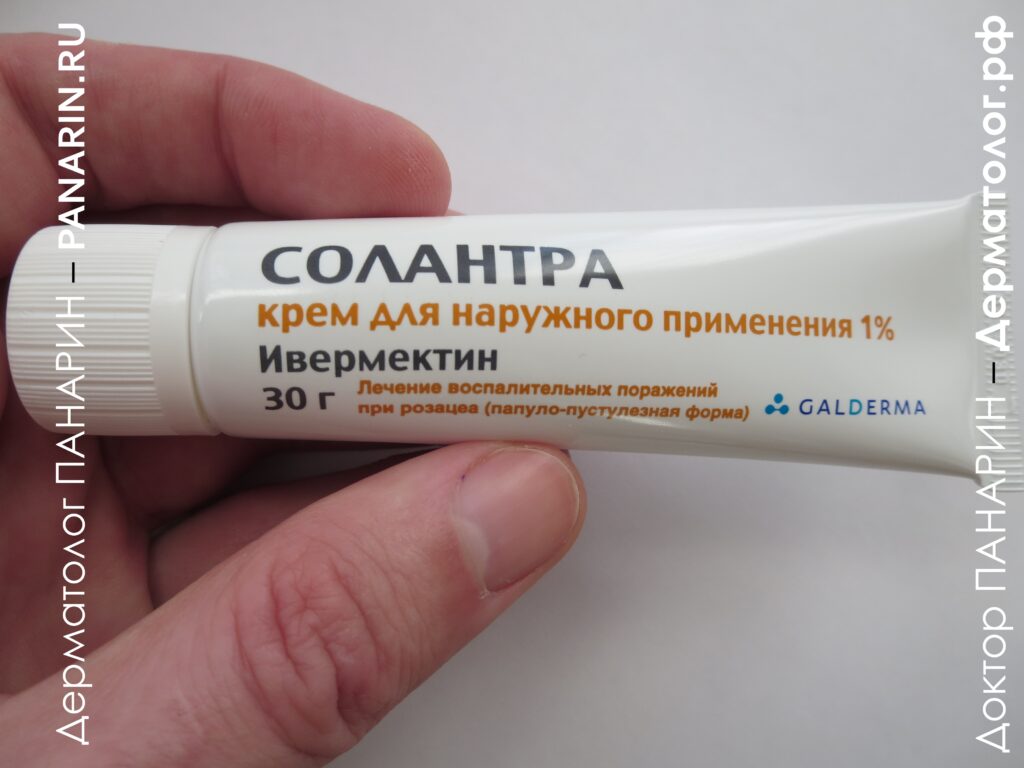 Дерматолог ПАНАРИН – PANARIN.RU
СОЛАНТРА
крем для наружного применения 1%
Ивермектин
30 г
Лечение воспалительных поражений
при розацеа (папуло-пустулезная форма)
GALDERMA
Доктор ПАНАРИН – Дерматолог.рф